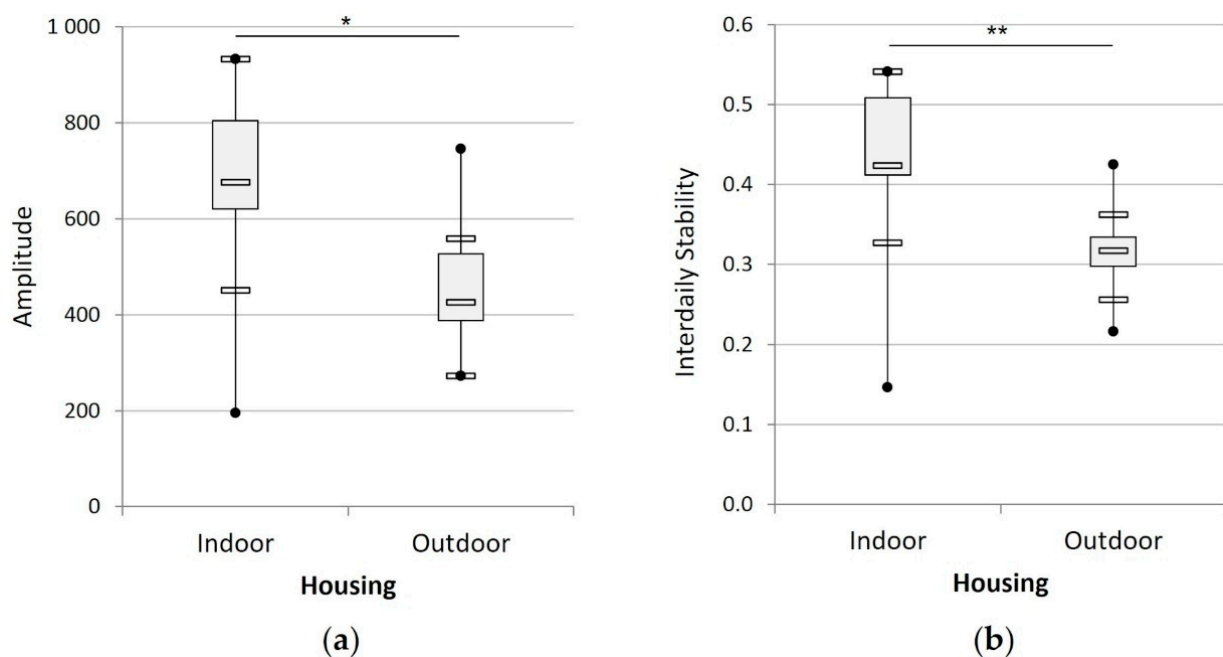 *
1 000
800
600
400
200
0
Amplitude
Indoor
Outdoor
Housing
(a)
**
0.6
0.5
0.4
0.3
0.2
0.1
0.0
Interdaily Stability
Indoor
Outdoor
Housing
(b)